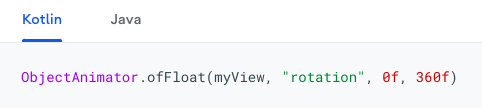 Kotlin Java
ObjectAnimator.ofFloat(myView, "rotation", 0f, 360f)